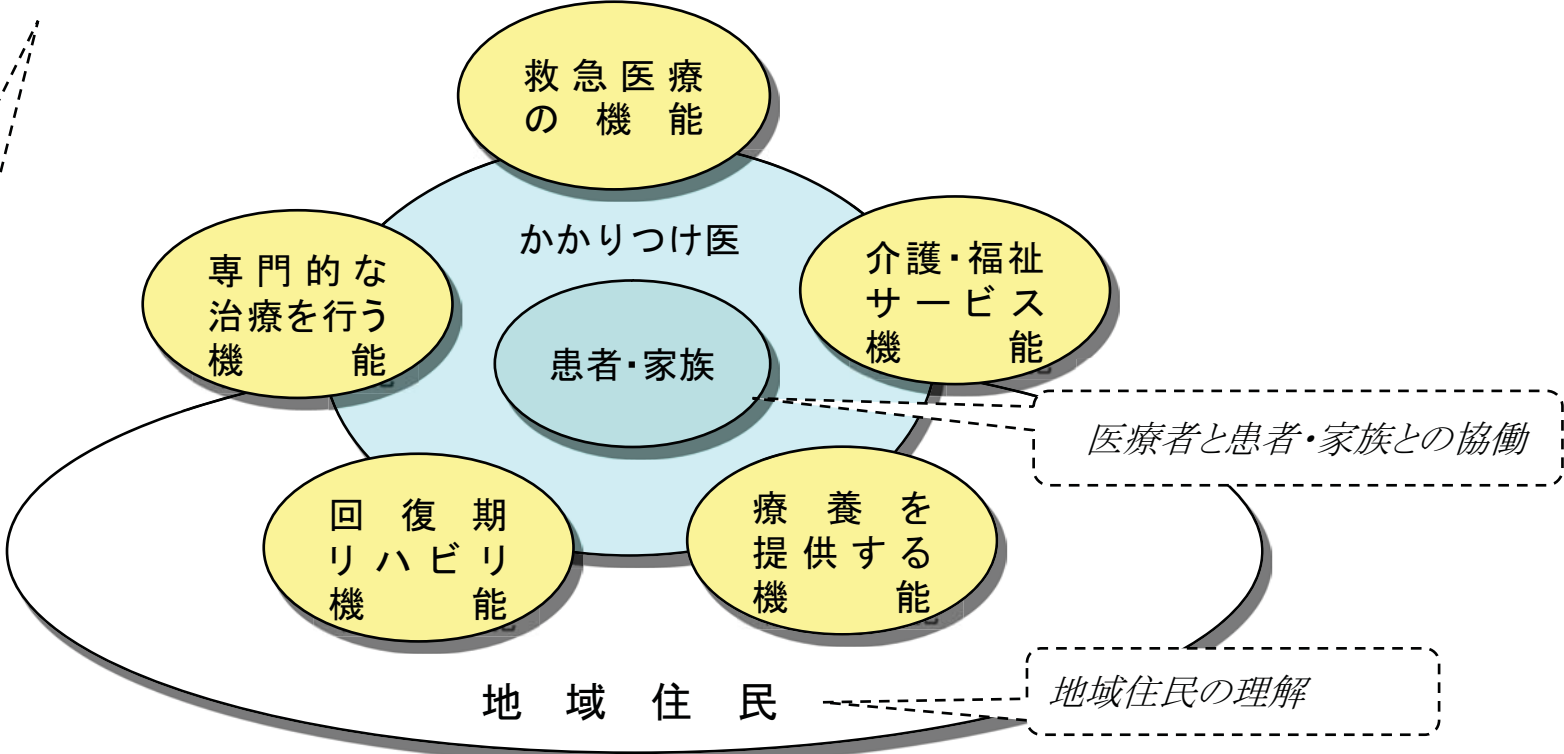 救急医療
の機能
かかりつけ医
専門的な
治療を行う
機能
介護・福祉
サービス
機能
患者・家族
医療者と患者・家族との協働
回復期
リハビリ
機能
療養を
提供する
機能
地域住民
地域住民の理解